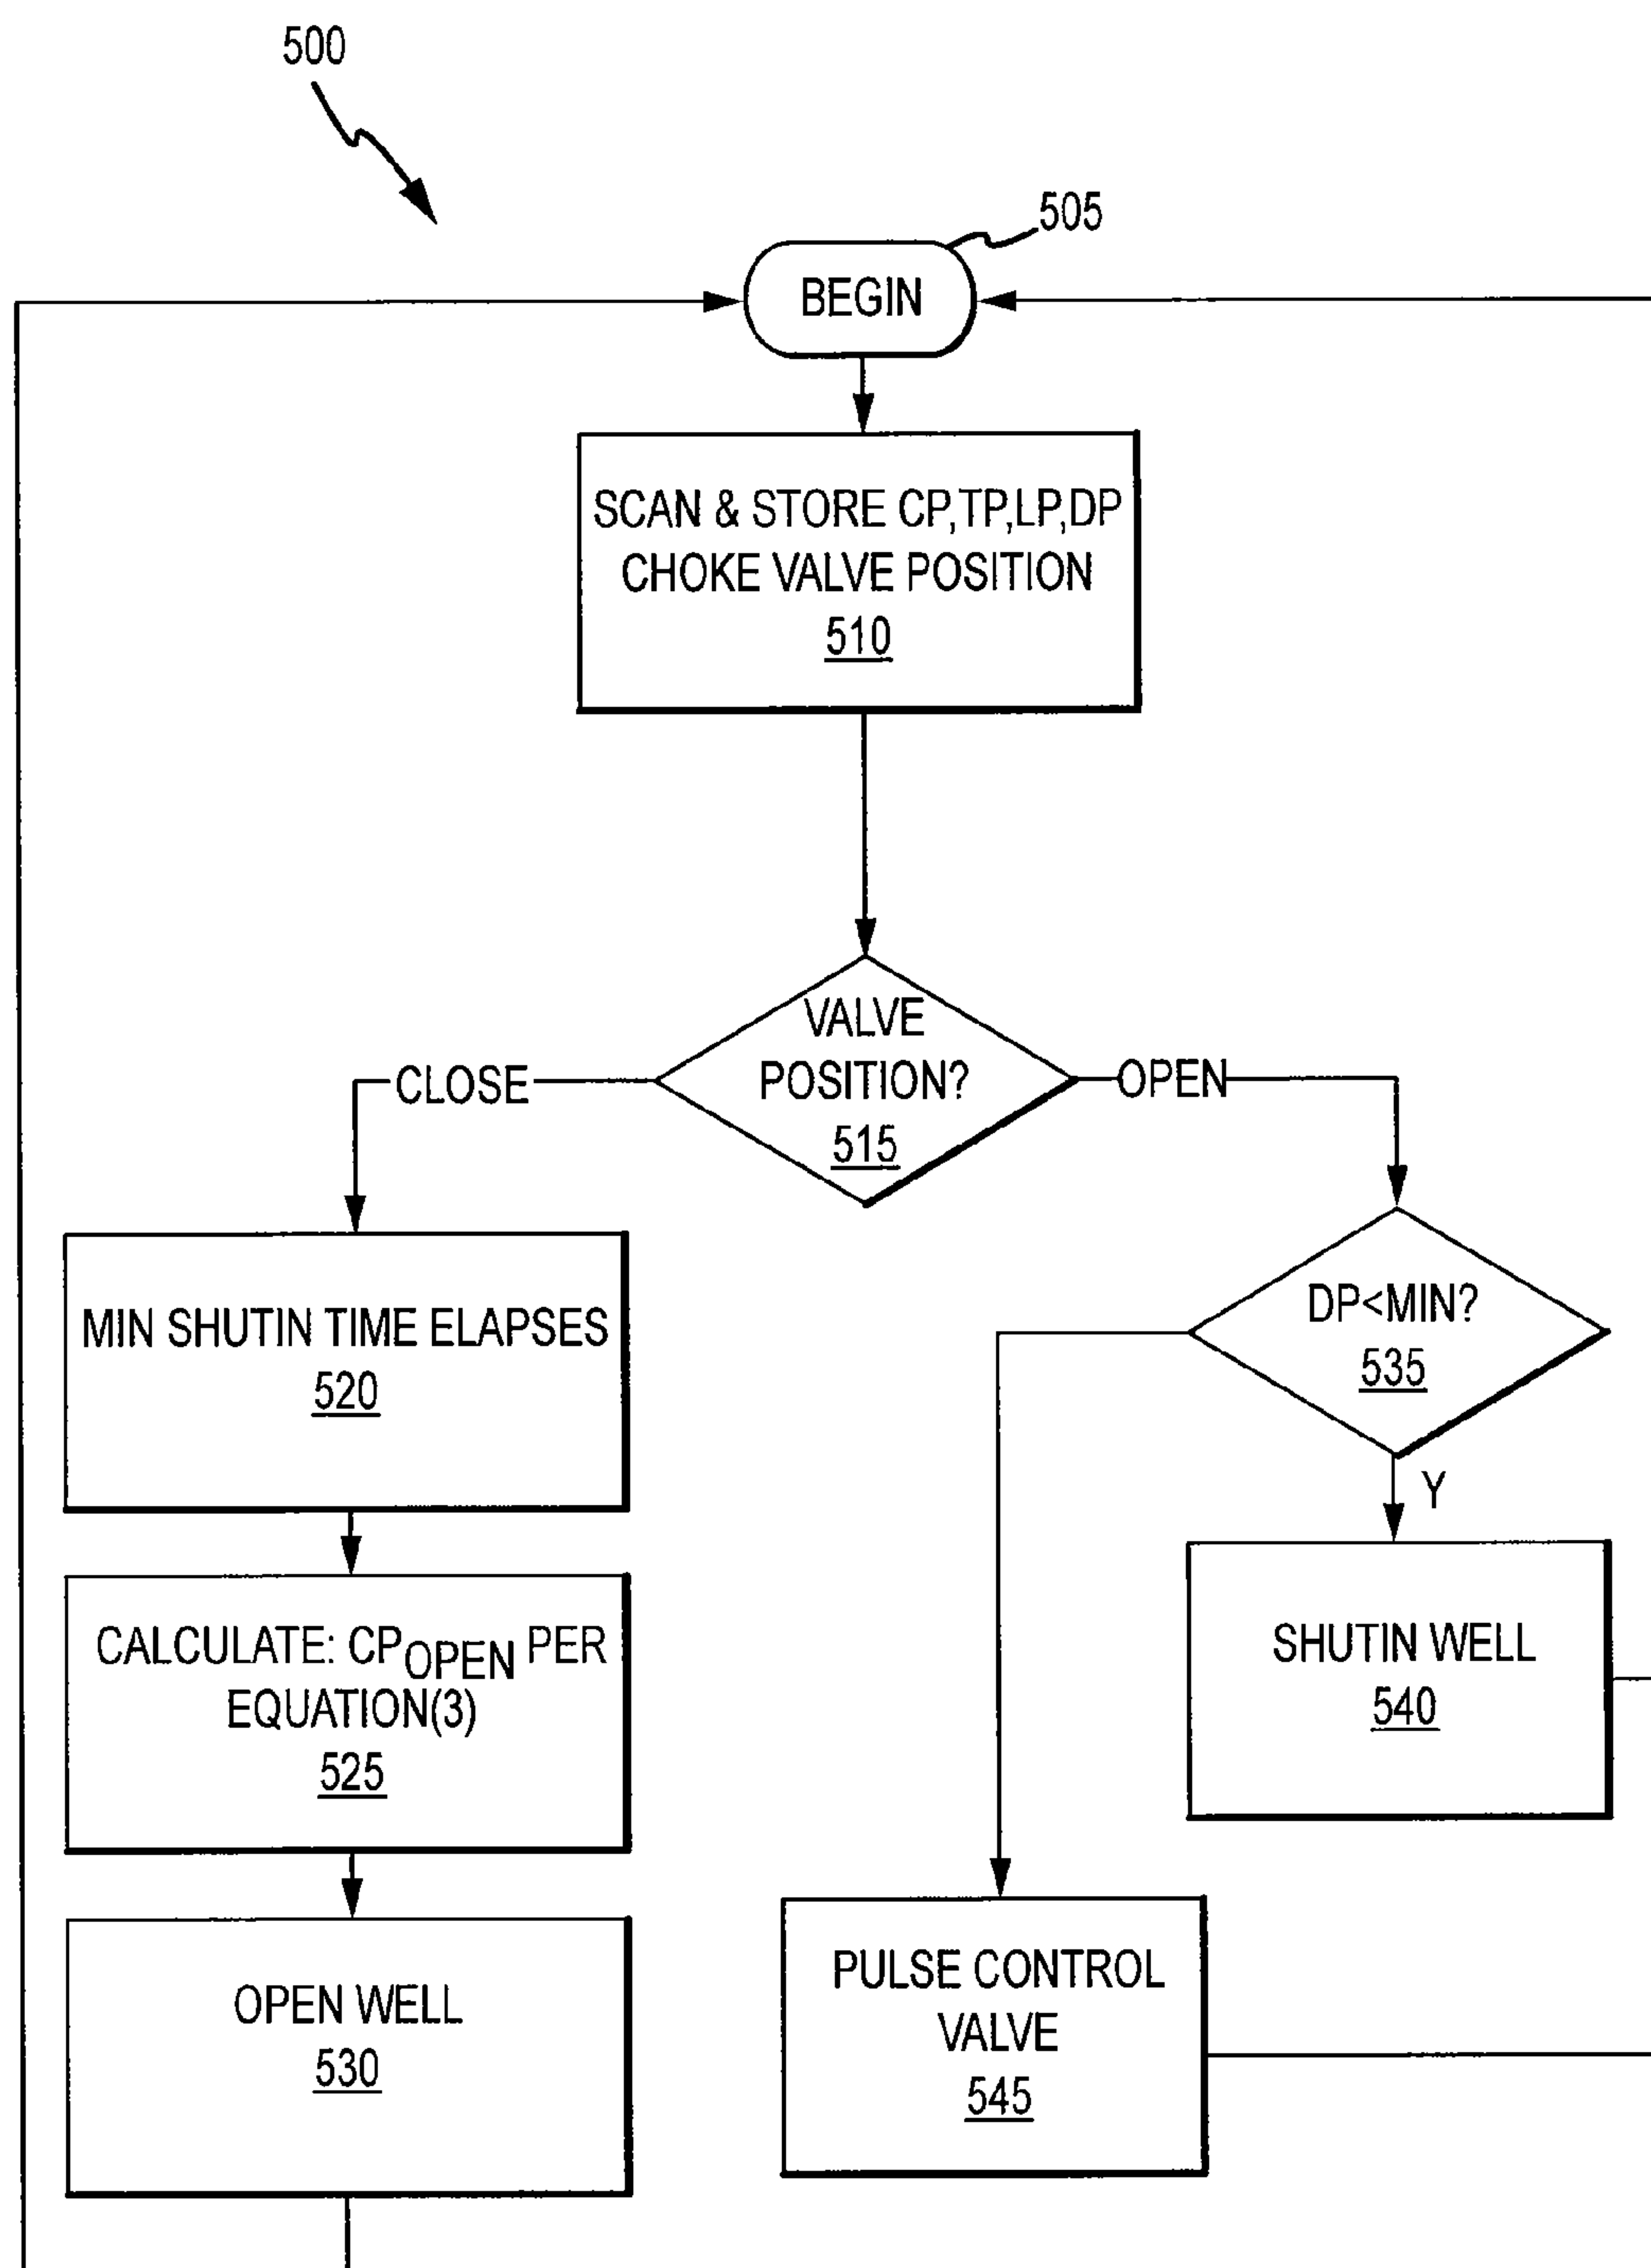 500
505
BEGIN
SCAN & STORE CP,TP,LP,DP
CHOKE VALVE POSITION
510
VALVE
POSITION?
515
CLOSE
OPEN
MIN SHUTIN TIME ELAPSES
520
DP<MIN?
535
Y
CALCULATE: CPOPEN PER
EQUATION(3)
525
SHUTIN WELL
540
OPEN WELL
530
PULSE CONTROL
VALVE
545